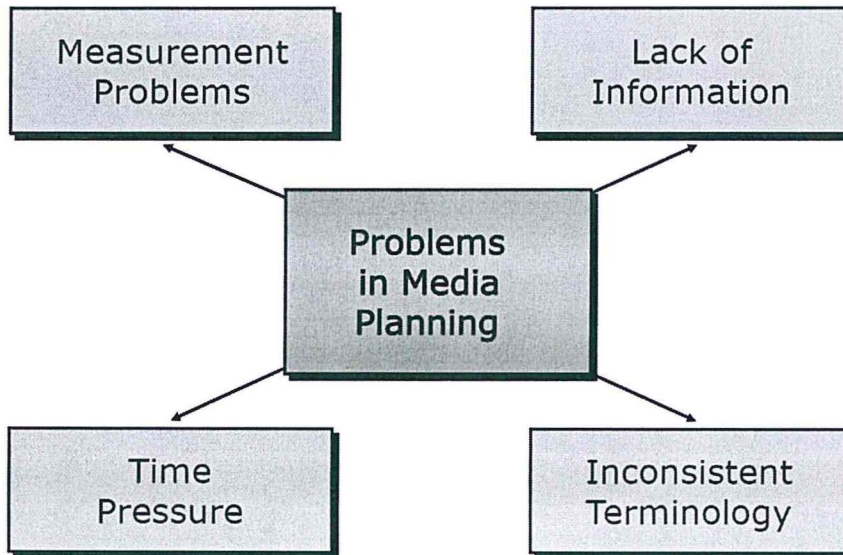 Measurement
Problems
Lack of
Information
Problems
in Media
Planning
Time
Pressure
Inconsistent
Terminology